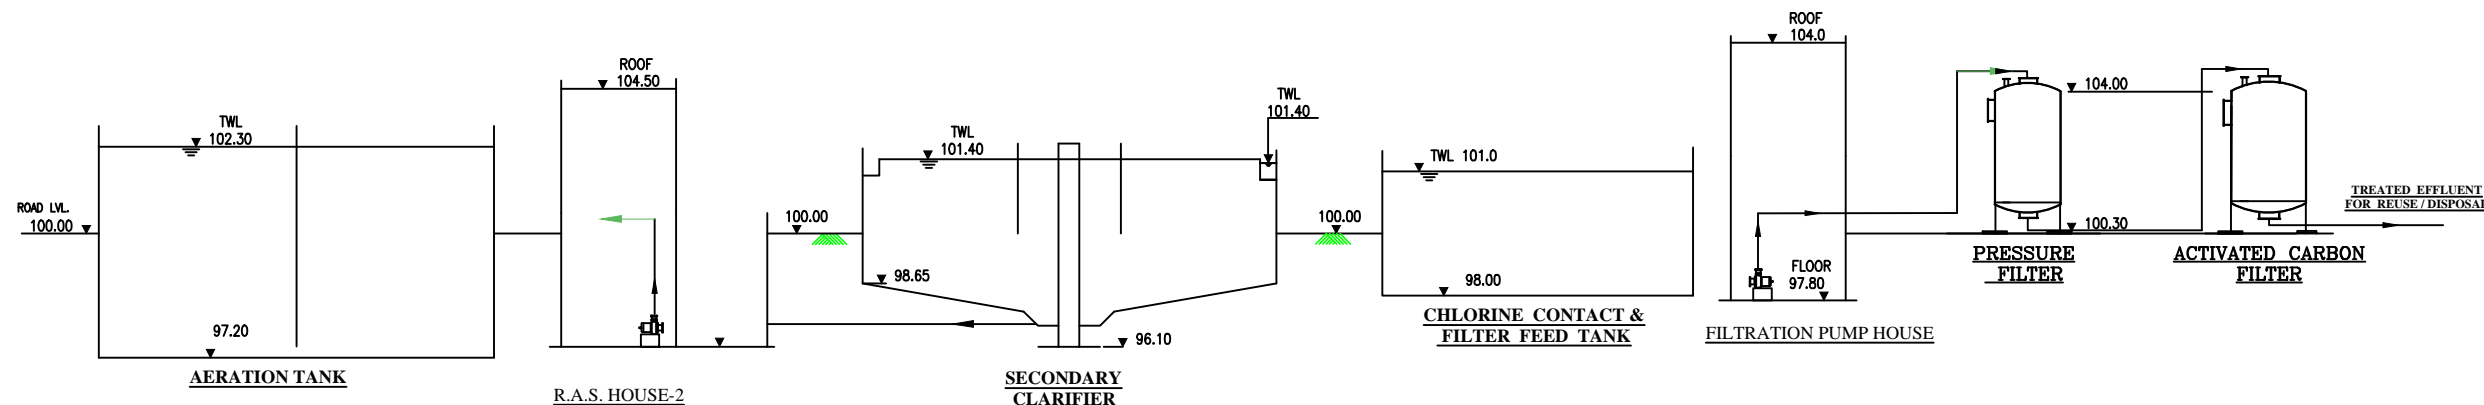 ROAD LVL.
100.00
TWL
102.30
97.20
AERATION TANK
ROOF
104.50
R.A.S. HOUSE-2
100.00
TWL
101.40
TWL
101.40
98.65
96.10
SECONDARY
CLARIFIER
100.00
TWL 101.0
98.00
CHLORINE CONTACT &
FILTER FEED TANK
ROOF
104.0
FLOOR
97.80
FILTRATION PUMP HOUSE
104.00
100.30
PRESSURE
FILTER
ACTIVATED CARBON
FILTER
TREATED EFFLUENT
FOR REUSE / DISPOSAL